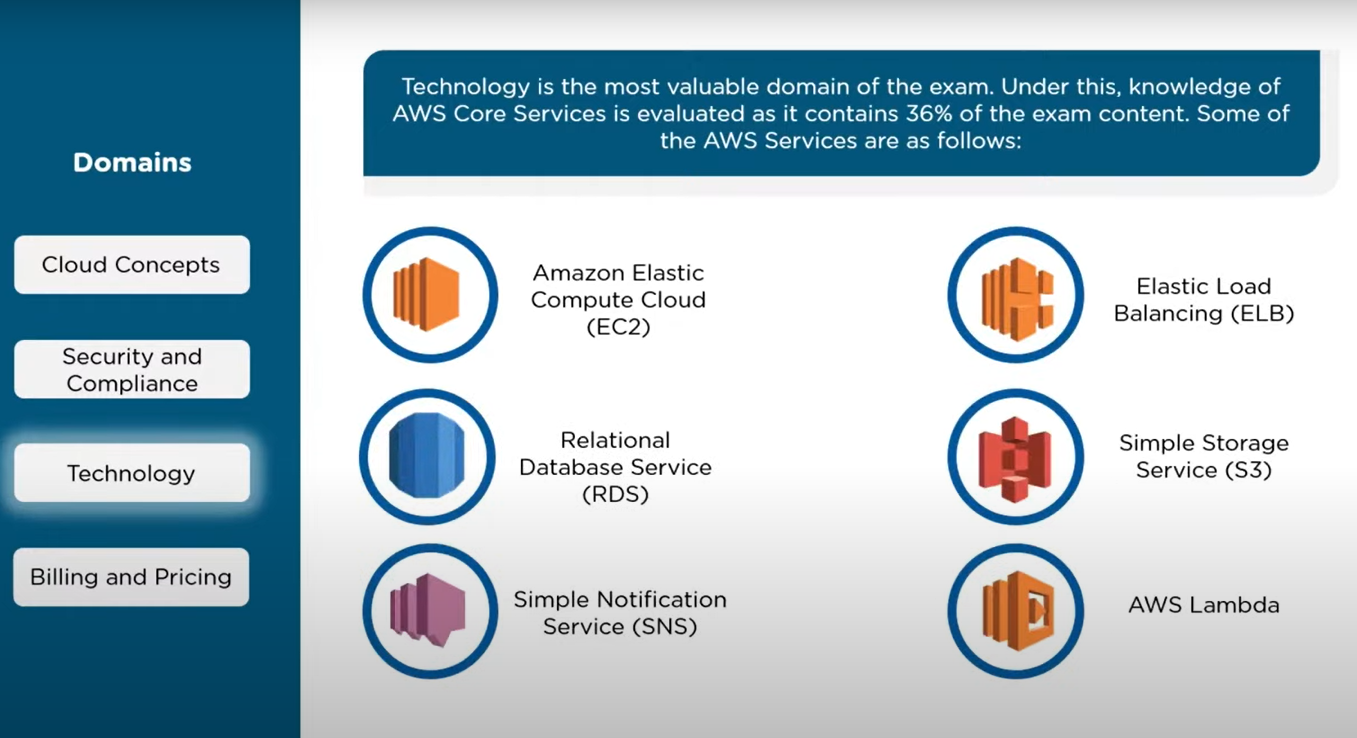 Technology is the most valuable domain of the exam. Under this, knowledge of
AWS Core Services is evaluated as it contains 36% of the exam content. Some of
the AWS Services are as follows:
Domains
Cloud Concepts
Security and
Compliance
Technology
Billing and Pricing
Amazon Elastic
Compute Cloud
(EC2)
Elastic Load
Balancing (ELB)
Relational
Database Service
(RDS)
Simple Storage
Service (S3)
Simple Notification
Service (SNS)
AWS Lambda